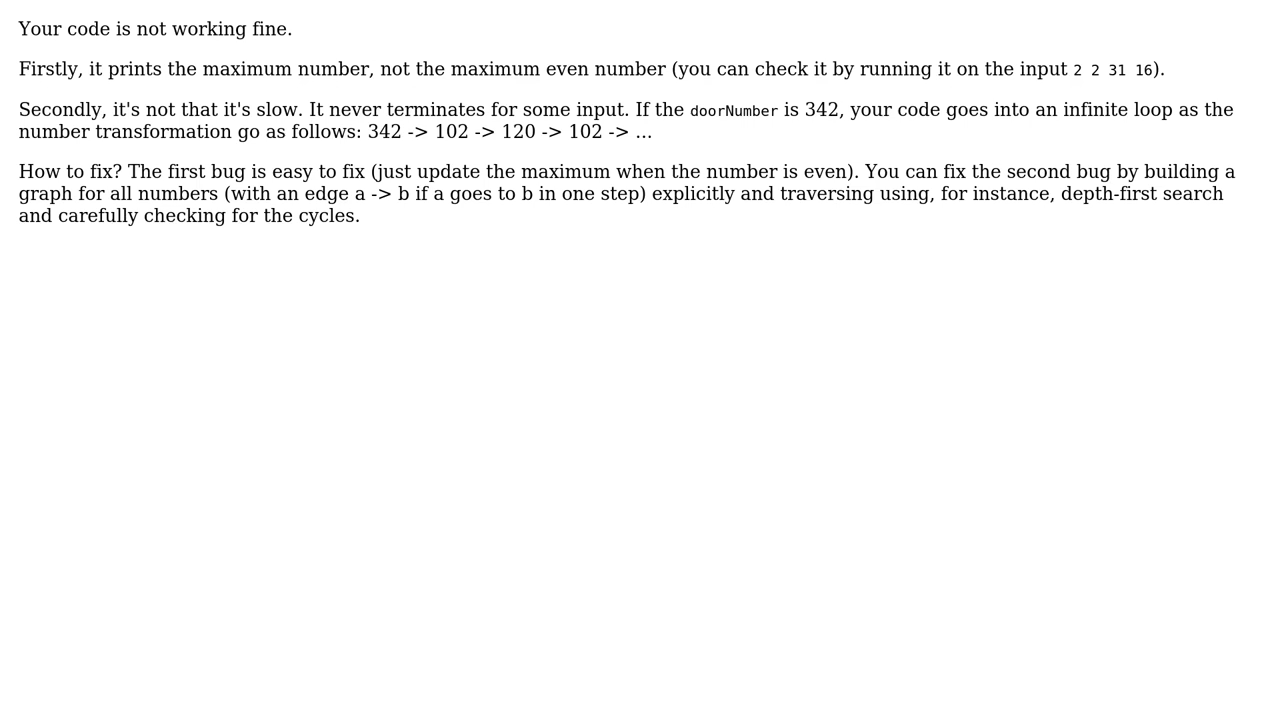 Your code is not working fine.
Firstly, it prints the maximum number, not the maximum even number (you can check it by running it on the input 2 2 31 16).
Secondly, it's not that it's slow. It never terminates for some input. If the doorNumber is 342, your code goes into an infinite loop as the
number transformation go as follows: 342 -> 102 -> 120 -> 102 -> ...
How to fix? The first bug is easy to fix (just update the maximum when the number is even). You can fix the second bug by building a
graph for all numbers (with an edge a -> b if a goes to b in one step) explicitly and traversing using, for instance, depth-first search
and carefully checking for the cycles.